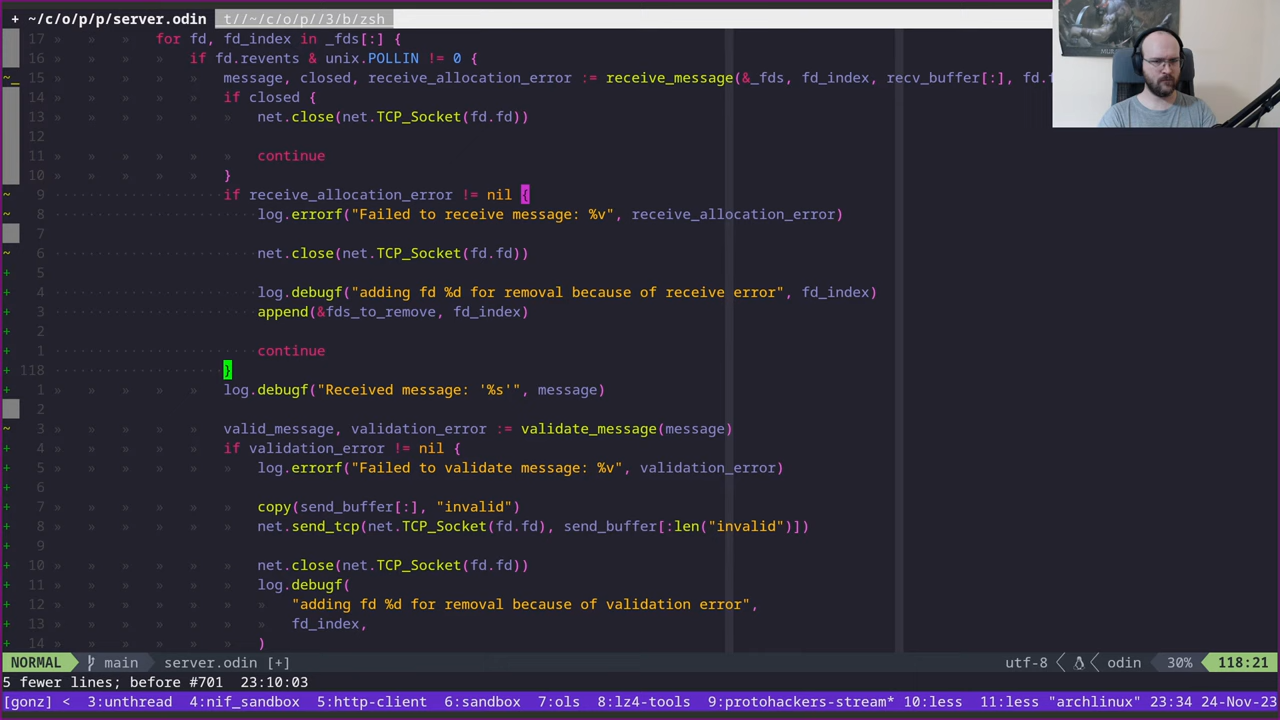 + ~/c/o/p/p/server.odin  t//~/c/o/p//3/b/zsh
17 » » » for fd, fd_index in _fds[:] {
16 » » » » if fd.revents & unix.POLLIN != 0 {
~_ 15 » » » » » message, closed, receive_allocation_error := receive_message(&_fds, fd_index, recv_buffer[:], fd.f
14 » » » » » if closed {
13 » » » » » » net.close(net.TCP_Socket(fd.fd))
12
11 » » » » » » continue
10 » » » » » }
~ 9 if receive_allocation_error != nil {
~ 8 log.errorf("Failed to receive message: %v", receive_allocation_error)
7
~ 6 net.close(net.TCP_Socket(fd.fd))
+ 5
+ 4 log.debugf("adding fd %d for removal because of receive error", fd_index)
+ 3 append(&fds_to_remove, fd_index)
+ 2
+ 1 continue
+ 118 }
+ 1 » » » » » log.debugf("Received message: '%s'", message)
2
~ 3 » » » » » valid_message, validation_error := validate_message(message)
+ 4 » » » » » if validation_error != nil {
+ 5 » » » » » » log.errorf("Failed to validate message: %v", validation_error)
+ 6
+ 7 » » » » » » copy(send_buffer[:], "invalid")
+ 8 » » » » » » net.send_tcp(net.TCP_Socket(fd.fd), send_buffer[:len("invalid")])
+ 9
+ 10 » » » » » » net.close(net.TCP_Socket(fd.fd))
+ 11 » » » » » » log.debugf(
+ 12 » » » » » » » "adding fd %d for removal because of validation error",
+ 13 » » » » » » » fd_index,
+ 14 » » » » » » )
NORMAL main server.odin [+] utf-8 odin 30% 118:21
5 fewer lines; before #701 23:10:03
[gonz] < 3:unthread 4:nif_sandbox 5:http-client 6:sandbox 7:ols 8:lz4-tools 9:protohackers-stream* 10:less 11:less "archlinux" 23:34 24-Nov-23